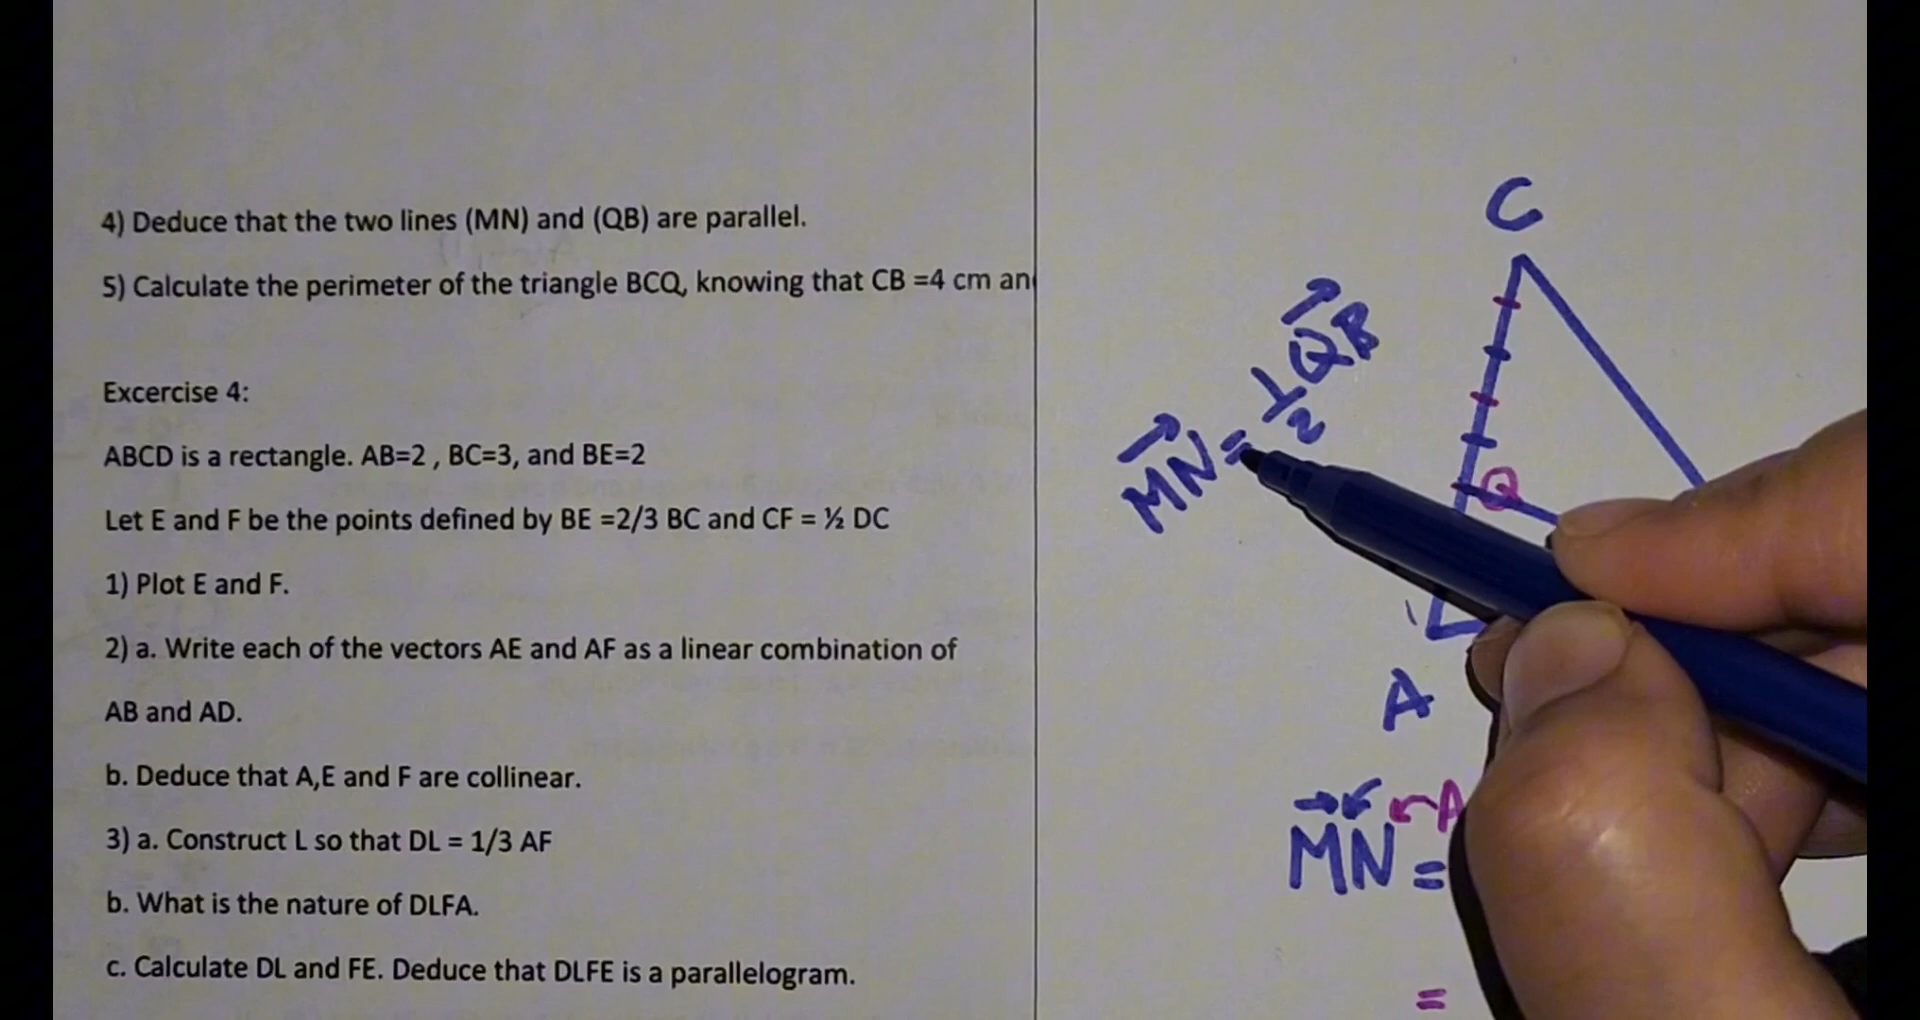 4) Deduce that the two lines (MN) and (QB) are parallel.
5) Calculate the perimeter of the triangle BCQ, knowing that CB =4 cm an
Excercise 4:
ABCD is a rectangle. AB=2 , BC=3, and BE=2
Let E and F be the points defined by BE =2/3 BC and CF = ½ DC
1) Plot E and F.
2) a. Write each of the vectors AE and AF as a linear combination of
AB and AD.
b. Deduce that A,E and F are collinear.
3) a. Construct L so that DL = 1/3 AF
b. What is the nature of DLFA.
c. Calculate DL and FE. Deduce that DLFE is a parallelogram.
C
MN = 1/2 QB
Q
A
A
MN =
=